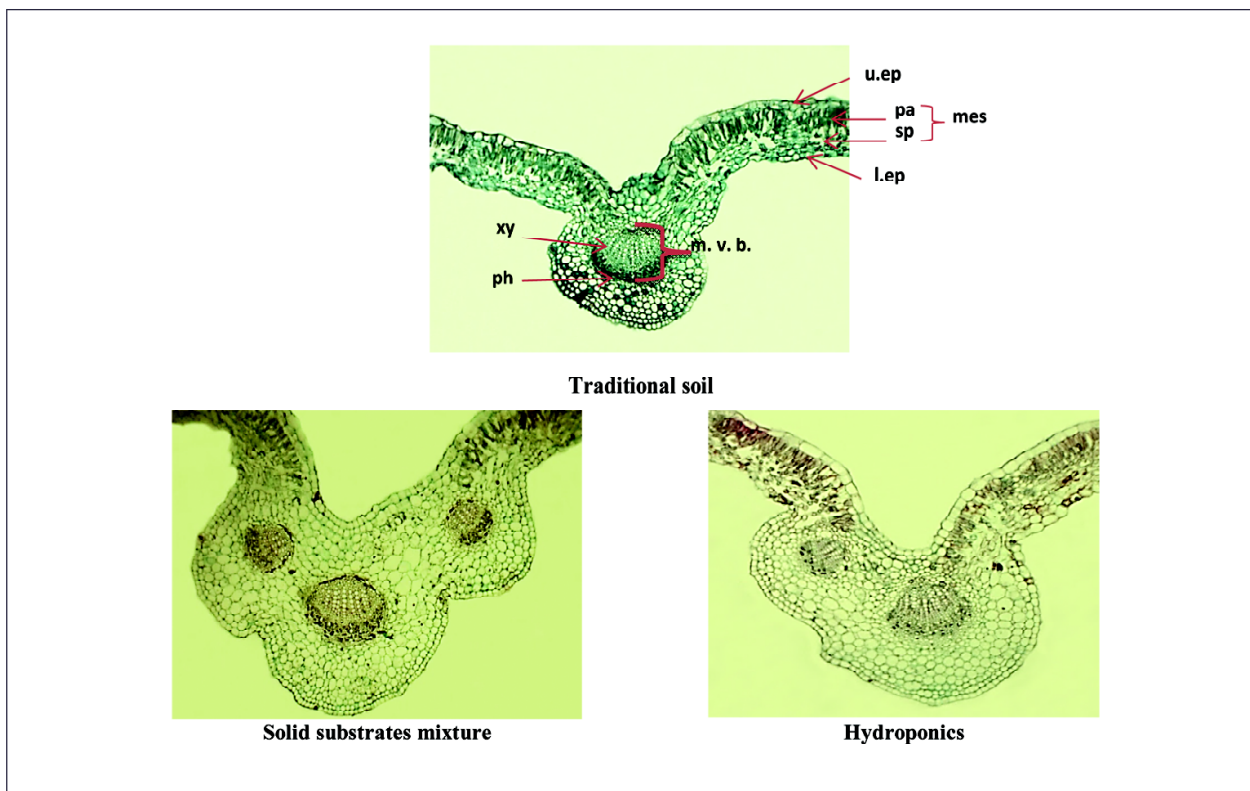 u.ep
pa
mes
sp
l.ep
xy
m. v. b.
ph
Traditional soil
Solid substrates mixture
Hydroponics